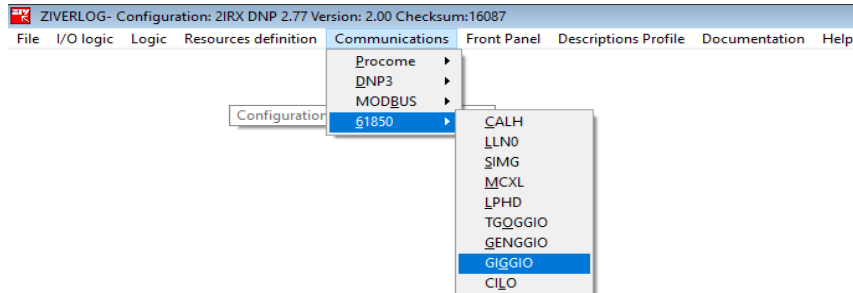 ZIVERLOG- Configuration: 2IRX DNP 2.77 Version: 2.00 Checksum:16087
File I/O logic Logic Resources definition Communications Front Panel Descriptions Profile Documentation Help
Procome
DNP3
MODBUS
Configuration
61850
CALH
LLN0
SIMG
MCXL
LPHD
TGOGGIO
GENGGIO
GIGGIO
CILO